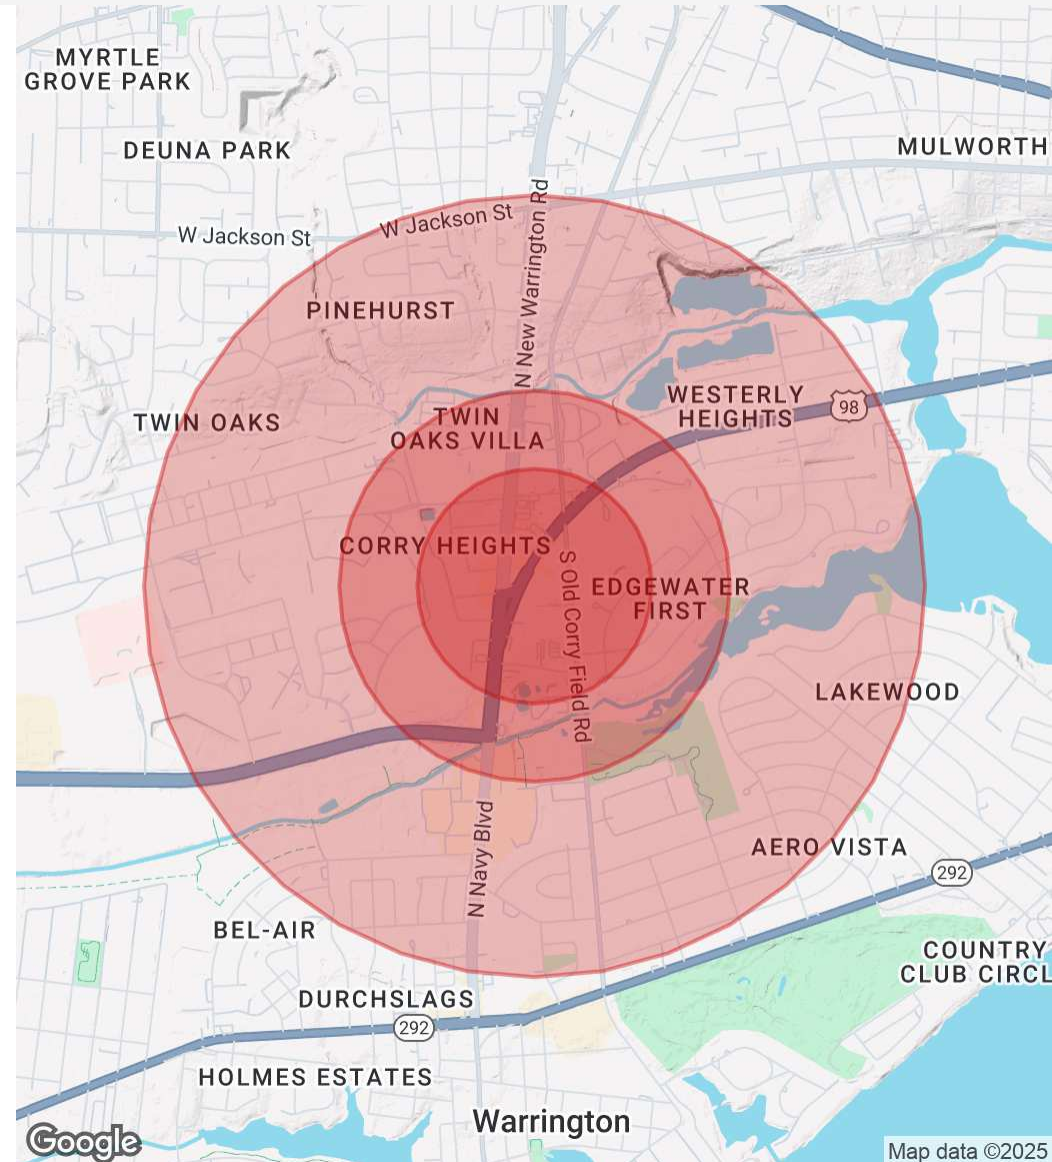 MYRTLE
GROVE PARK
DEUNA PARK
MULWORTH
W Jackson St
W Jackson St
N New Warrington Rd
PINEHURST
TWIN OAKS
TWIN
OAKS VILLA
WESTERLY
HEIGHTS
98
CORRY HEIGHTS
S Old Corry Field Rd
EDGEWATER
FIRST
LAKEWOOD
N Navy Blvd
AERO VISTA
292
BEL-AIR
COUNTRY
CLUB CIRCL
DURCHSLAGS
292
HOLMES ESTATES
Warrington
Google
Map data ©2025